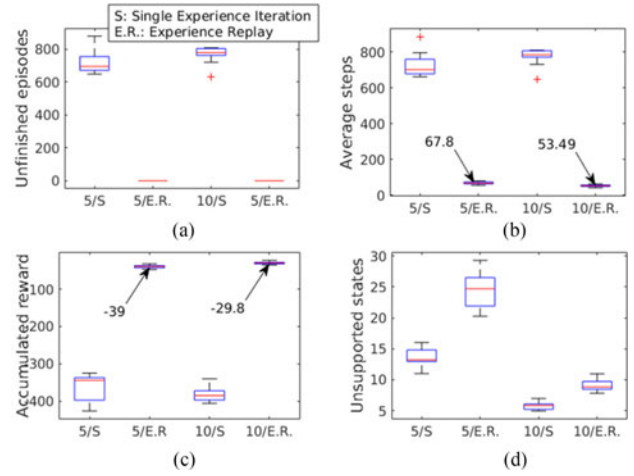 S: Single Experience Iteration
E.R.: Experience Replay
Unfinished episodes
800
600
400
200
0
5/S 5/E.R. 10/S 5/E.R.
(a)
Average steps
800
600
400
200
0
67.8
53.49
5/S 5/E.R. 10/S 10/E.R.
(b)
Accumulated reward
100
200
300
400
-39
-29.8
5/S 5/E.R 10/S 10/E.R.
(c)
Unsupported states
30
25
20
15
10
5
5/S 5/E.R. 10/S 10/E.R.
(d)